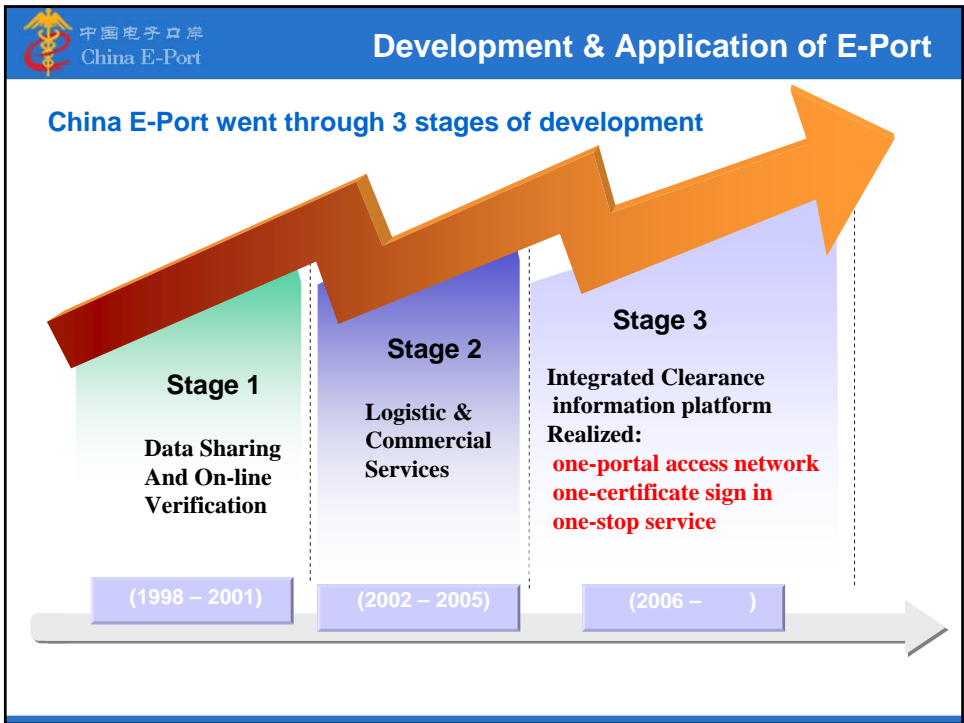 中国电子口岸
China E-Port
Development & Application of E-Port
China E-Port went through 3 stages of development
Stage 1
Data Sharing
And On-line
Verification
(1998 – 2001)
Stage 2
Logistic &
Commercial
Services
(2002 – 2005)
Stage 3
Integrated Clearance
information platform
Realized:
one-portal access network
one-certificate sign in
one-stop service
(2006 – )